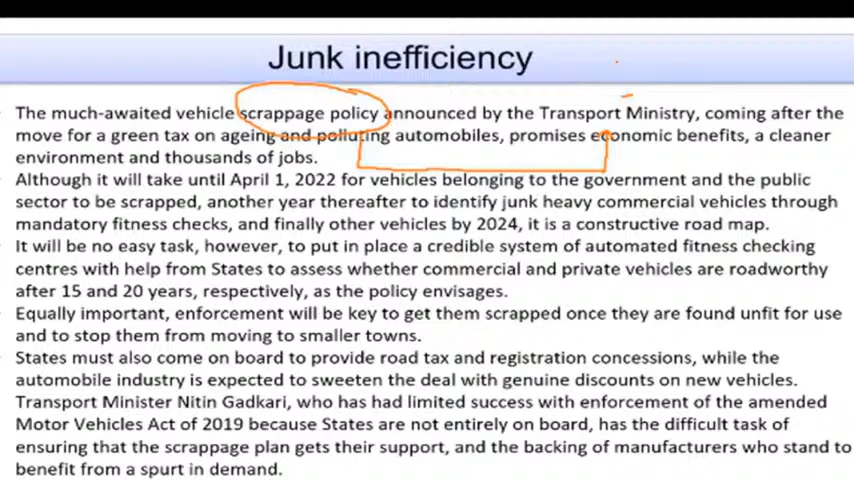 Junk inefficiency
The much-awaited vehicle scrappage policy announced by the Transport Ministry, coming after the
move for a green tax on ageing and polluting automobiles, promises economic benefits, a cleaner
environment and thousands of jobs.
Although it will take until April 1, 2022 for vehicles belonging to the government and the public
sector to be scrapped, another year thereafter to identify junk heavy commercial vehicles through
mandatory fitness checks, and finally other vehicles by 2024, it is a constructive road map.
It will be no easy task, however, to put in place a credible system of automated fitness checking
centres with help from States to assess whether commercial and private vehicles are roadworthy
after 15 and 20 years, respectively, as the policy envisages.
Equally important, enforcement will be key to get them scrapped once they are found unfit for use
and to stop them from moving to smaller towns.
States must also come on board to provide road tax and registration concessions, while the
automobile industry is expected to sweeten the deal with genuine discounts on new vehicles.
Transport Minister Nitin Gadkari, who has had limited success with enforcement of the amended
Motor Vehicles Act of 2019 because States are not entirely on board, has the difficult task of
ensuring that the scrappage plan gets their support, and the backing of manufacturers who stand to
benefit from a spurt in demand.